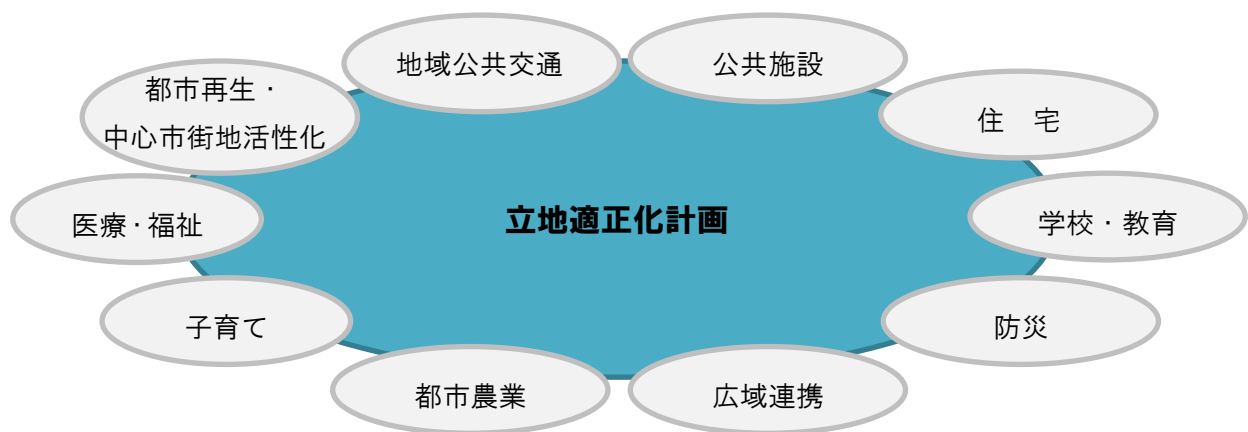 地域公共交通
公共施設
都市再生・
中心市街地活性化
住　宅
医療・福祉
立地適正化計画
学校・教育
子育て
防災
都市農業
広域連携